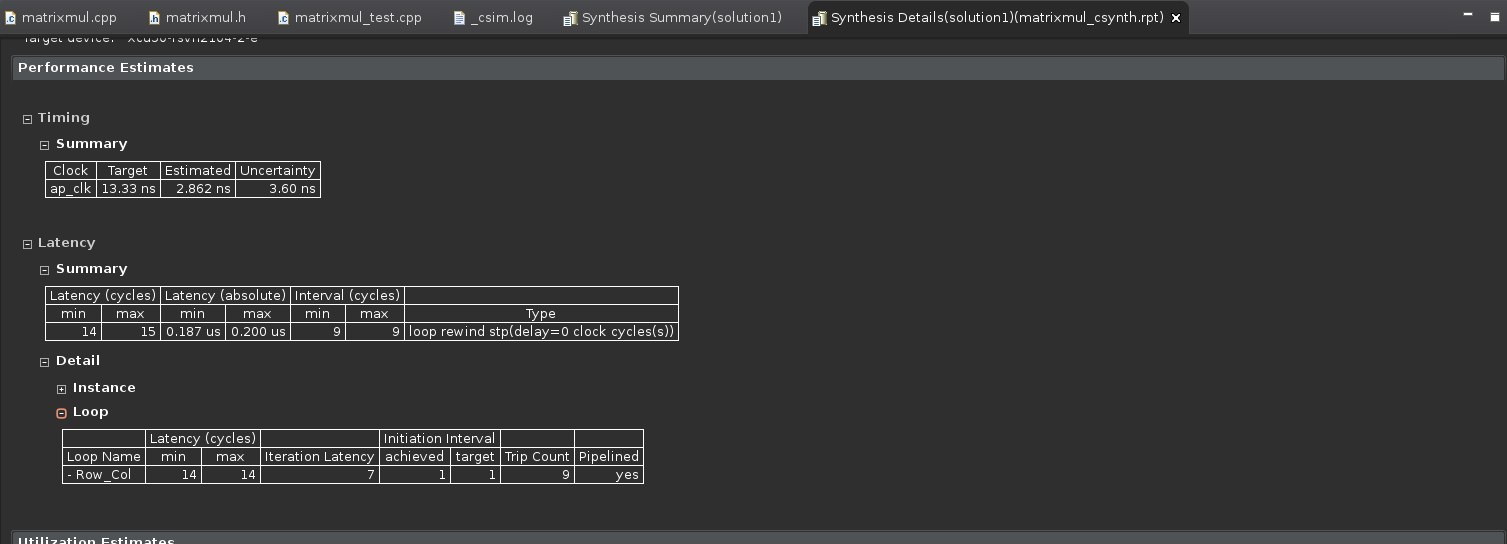 matrixmul.cpp matrixmul.h matrixmul_test.cpp _csim.log Synthesis Summary(solution1) Synthesis Details(solution1)(matrixmul_csynth.rpt)
Target device:
Performance Estimates
Timing
Summary
Clock Target Estimated Uncertainty
ap_clk 13.33 ns 2.862 ns 3.60 ns
Latency
Summary
Latency (cycles) Latency (absolute) Interval (cycles)
min max min max min max Type
14 15 0.187 us 0.200 us 9 9 loop rewind stp(delay=0 clock cycles(s))
Detail
Instance
Loop
Latency (cycles) Initiation Interval
Loop Name min max Iteration Latency achieved target Trip Count Pipelined
- Row_Col 14 14 7 1 1 9 yes
Utilization Estimates